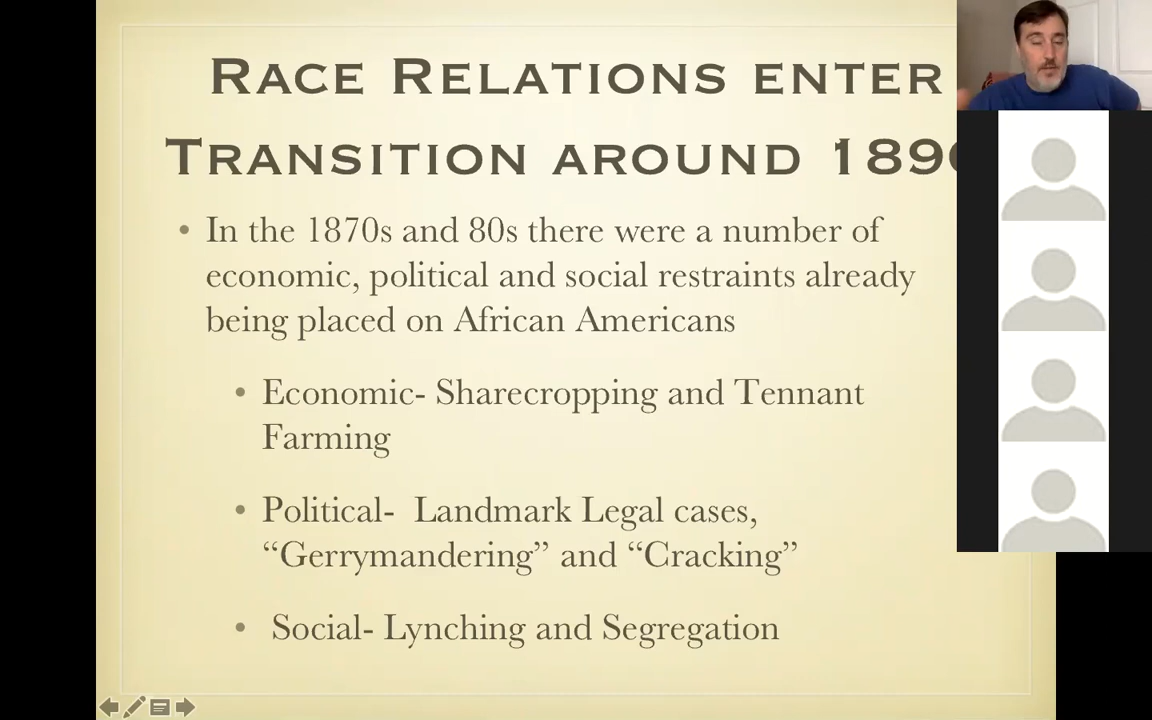 RACE RELATIONS ENTER
TRANSITION AROUND 189
• In the 1870s and 80s there were a number of
economic, political and social restraints already
being placed on African Americans
• Economic- Sharecropping and Tennant
Farming
• Political- Landmark Legal cases,
“Gerrymandering” and “Cracking”
• Social- Lynching and Segregation